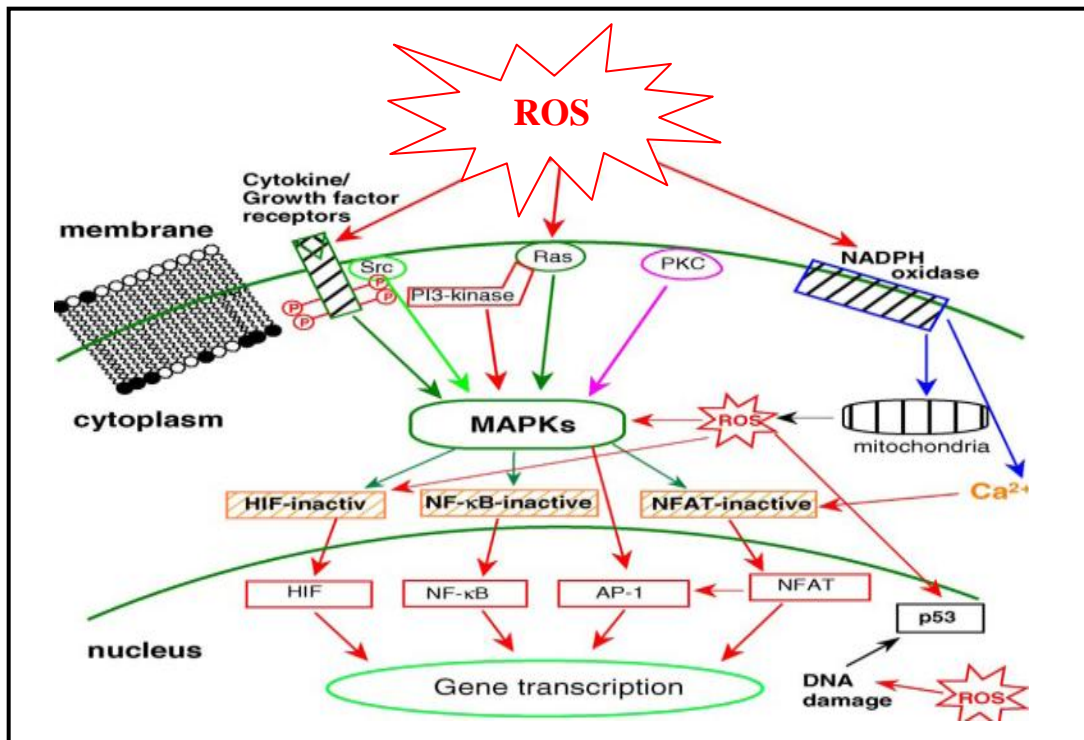 ROS
Cytokine/
Growth factor
receptors
membrane
Src
Ras
PKC
NADPH
oxidase
P
P
P
P
PI3-kinase
cytoplasm
MAPKs
ROS
mitochondria
HIF-inactiv
NF-κB-inactive
NFAT-inactive
Ca²⁺
HIF
NF-κB
AP-1
NFAT
p53
nucleus
Gene transcription
DNA
damage
ROS